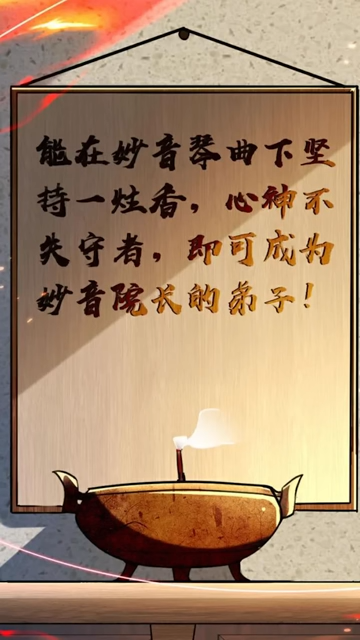 能在妙音琴曲下坚
持一炷香，心神不
失守者，即可成为
妙音院长的弟子！